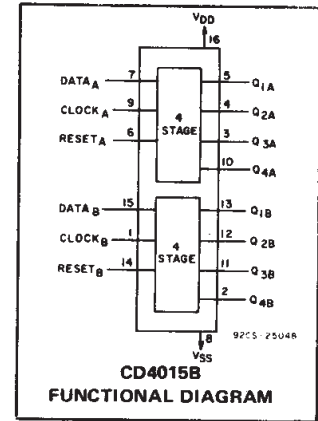 VDD
16
DATAA 7 5 Q1A
CLOCKA 9 4 Q2A
RESETA 6 3 Q3A
4 STAGE
10 Q4A
DATAB 15 13 Q1B
CLOCKB 1 12 Q2B
RESETB 14 11 Q3B
4 STAGE
2 Q4B
92CS-25048
8
VSS
CD4015B
FUNCTIONAL DIAGRAM